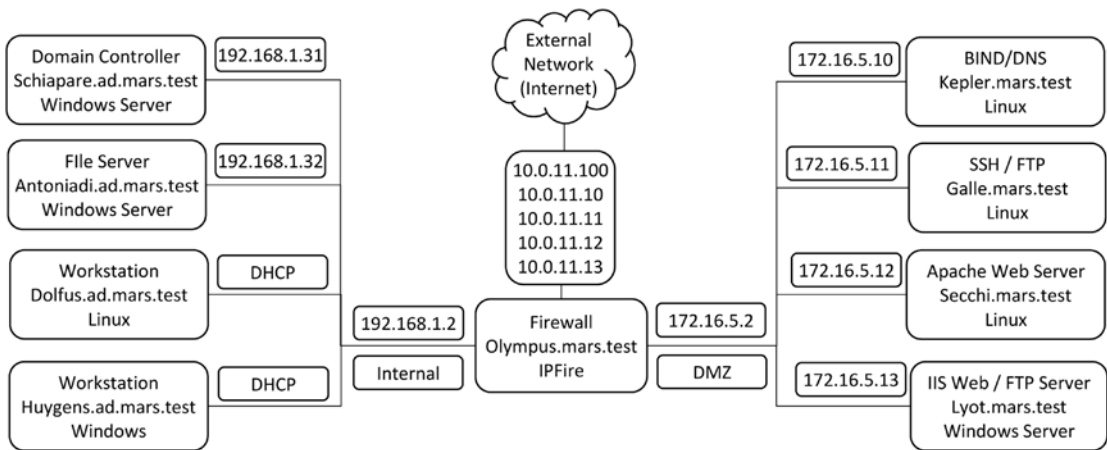 Domain Controller
Schiapare.ad.mars.test
Windows Server
192.168.1.31
FIle Server
Antoniadi.ad.mars.test
Windows Server
192.168.1.32
Workstation
Dolfus.ad.mars.test
Linux
DHCP
Workstation
Huygens.ad.mars.test
Windows
DHCP
192.168.1.2
Internal
External
Network
(Internet)
10.0.11.100
10.0.11.10
10.0.11.11
10.0.11.12
10.0.11.13
Firewall
Olympus.mars.test
IPFire
172.16.5.2
DMZ
172.16.5.10
BIND/DNS
Kepler.mars.test
Linux
172.16.5.11
SSH / FTP
Galle.mars.test
Linux
172.16.5.12
Apache Web Server
Secchi.mars.test
Linux
172.16.5.13
IIS Web / FTP Server
Lyot.mars.test
Windows Server